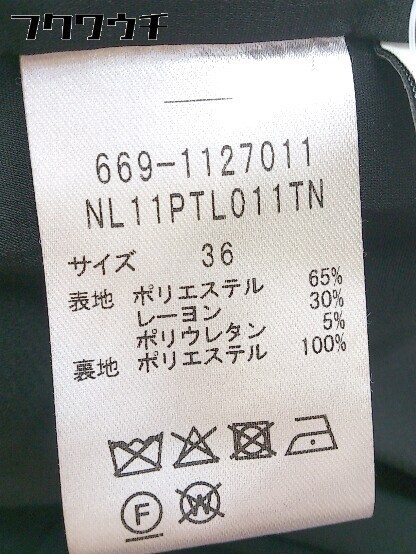 フクワウチ
669-1127011
NL11PTL011TN
サイズ 36
表地 ポリエステル 65%
レーヨン 30%
ポリウレタン 5%
裏地 ポリエステル 100%
F W